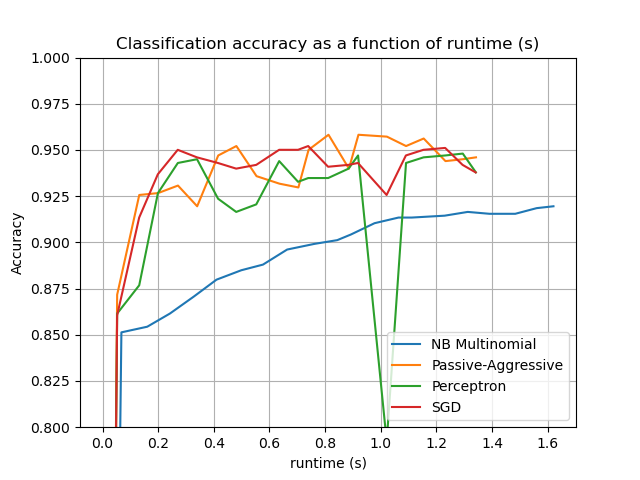 Classification accuracy as a function of runtime (s)
1.000
0.975
0.950
0.925
0.900
0.875
0.850
0.825
0.800
Accuracy
NB Multinomial
Passive-Aggressive
Perceptron
SGD
0.0 0.2 0.4 0.6 0.8 1.0 1.2 1.4 1.6
runtime (s)